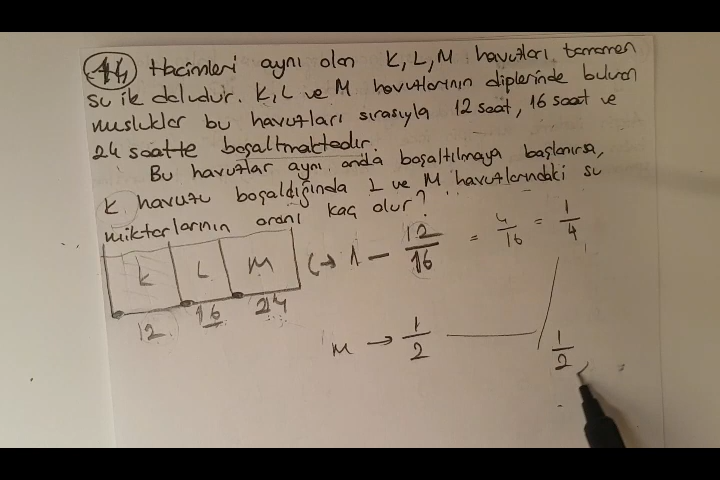 14 Hacimleri aynı olan K, L, M havuzları tamamen
su ile doludur. K, L ve M havuzlarının diplerinde bulunan
musluklar bu havuzları sırasıyla 12 saat, 16 saat ve
24 saatte boşaltmaktadır.
Bu havuzlar aynı anda boşaltılmaya başlanırsa,
K havuzu boşaldığında L ve M havuzlarındaki su
miktarlarının oranı kaç olur?
K L M
12 16 24
L → 1 − 12/16 = 4/16 = 1/4
M → 1/2
1/2